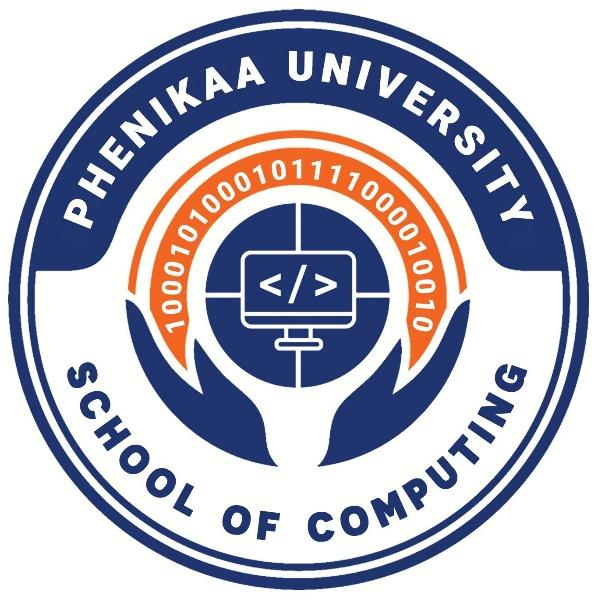 PHENIKAA UNIVERSITY
1000101000101111000010010
</>
SCHOOL OF COMPUTING